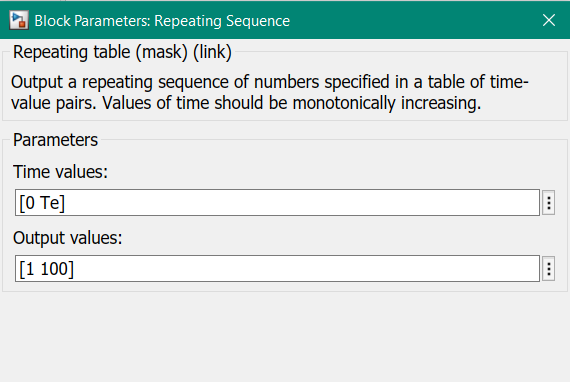 Block Parameters: Repeating Sequence
Repeating table (mask) (link)
Output a repeating sequence of numbers specified in a table of time-
value pairs. Values of time should be monotonically increasing.
Parameters
Time values:
[0 Te]
Output values:
[1 100]